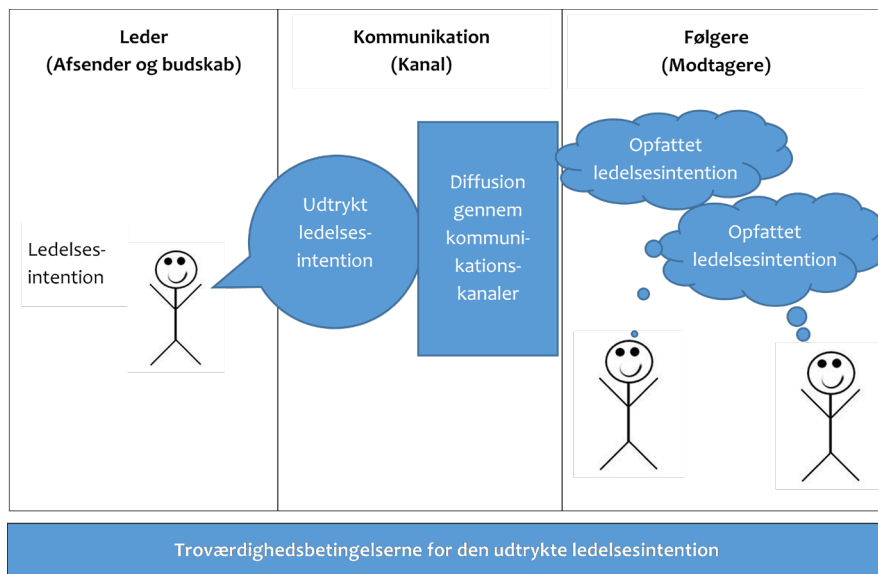 Leder
(Afsender og budskab)
Kommunikation
(Kanal)
Følgere
(Modtagere)
Ledelses-
intention
Udtrykt
ledelses-
intention
Diffusion
gennem
kommuni-
kations-
kanaler
Opfattet
ledelsesintention
Opfattet
ledelsesintention
Troværdighedsbetingelserne for den udtrykte ledelsesintention